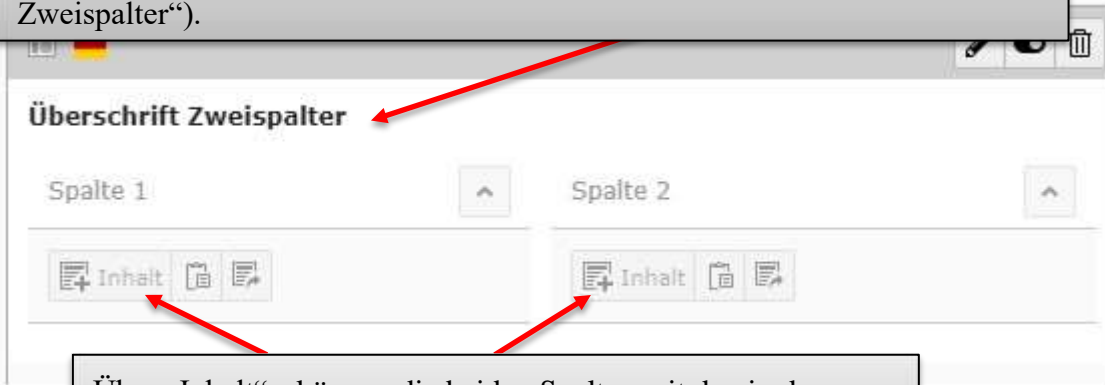 Zweispalter“).
Überschrift Zweispalter
Spalte 1
Spalte 2
Inhalt
Inhalt